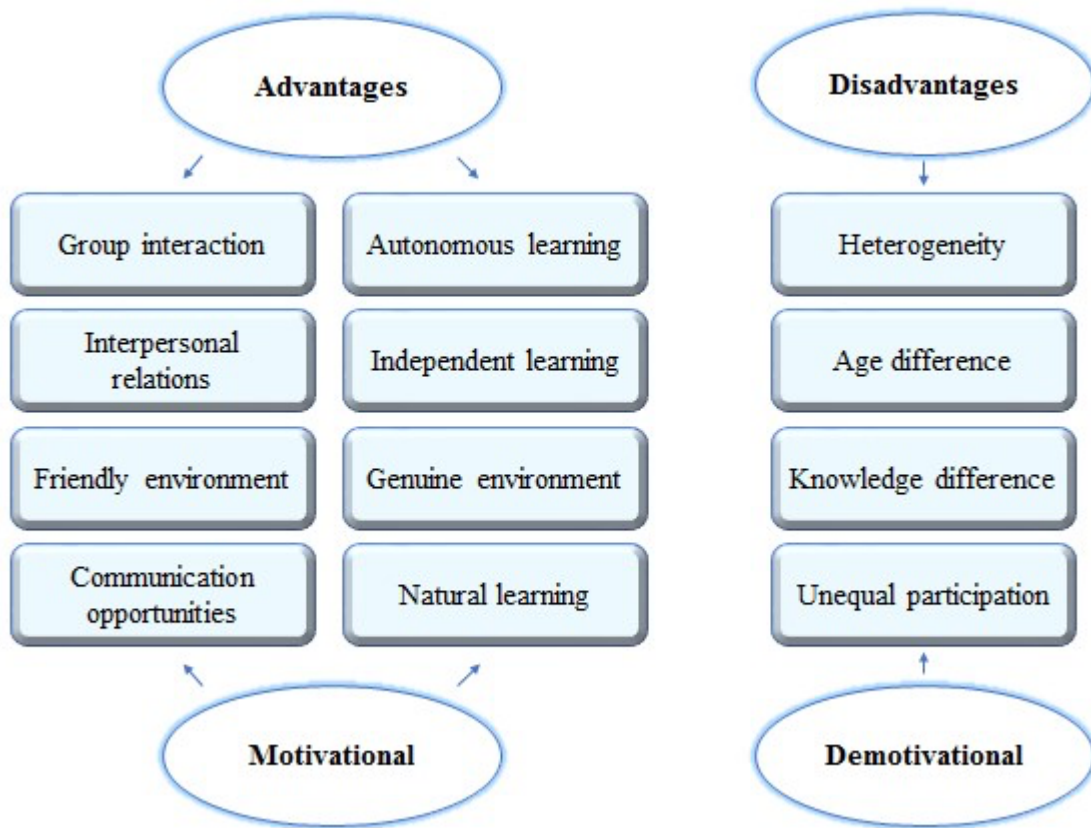 Advantages
Disadvantages
Group interaction
Autonomous learning
Heterogeneity
Interpersonal
relations
Independent learning
Age difference
Friendly environment
Genuine environment
Knowledge difference
Communication
opportunities
Natural learning
Unequal participation
Motivational
Demotivational